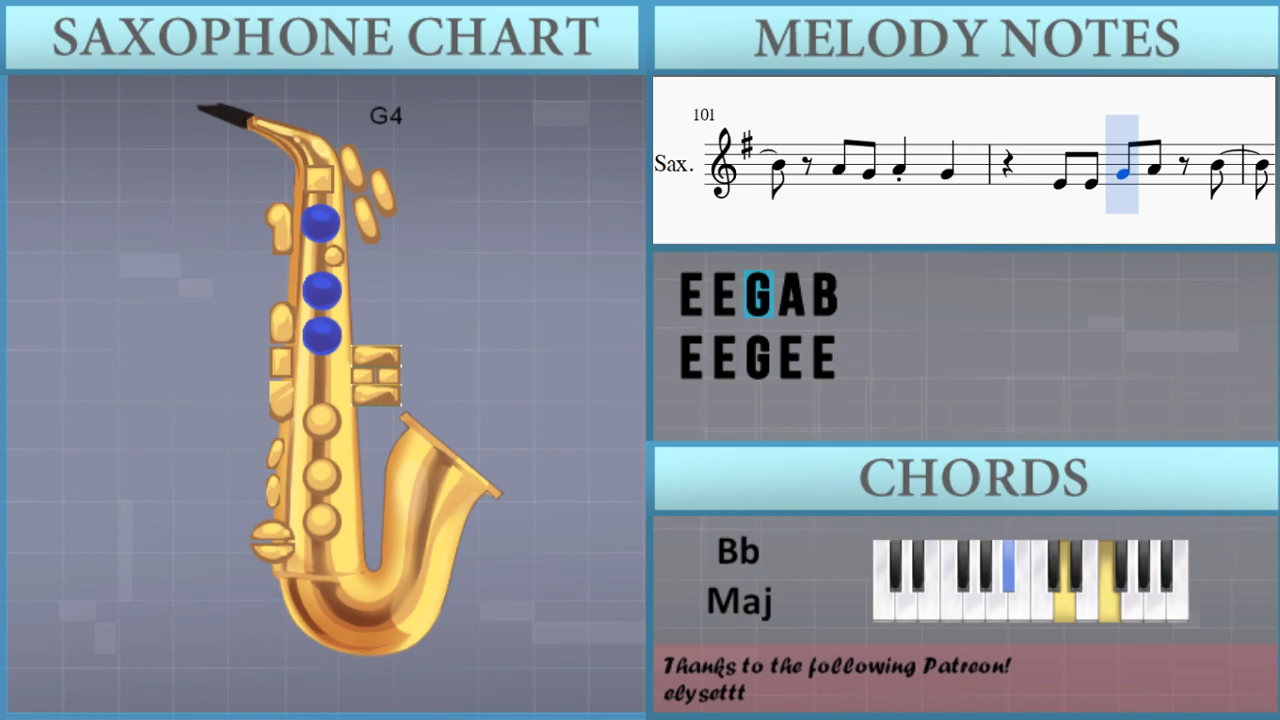 SAXOPHONE CHART
G4
MELODY NOTES
101
Sax.
EEGAB
EEGEE
CHORDS
Bb
Maj
Thanks to the following Patreon!
elysettt